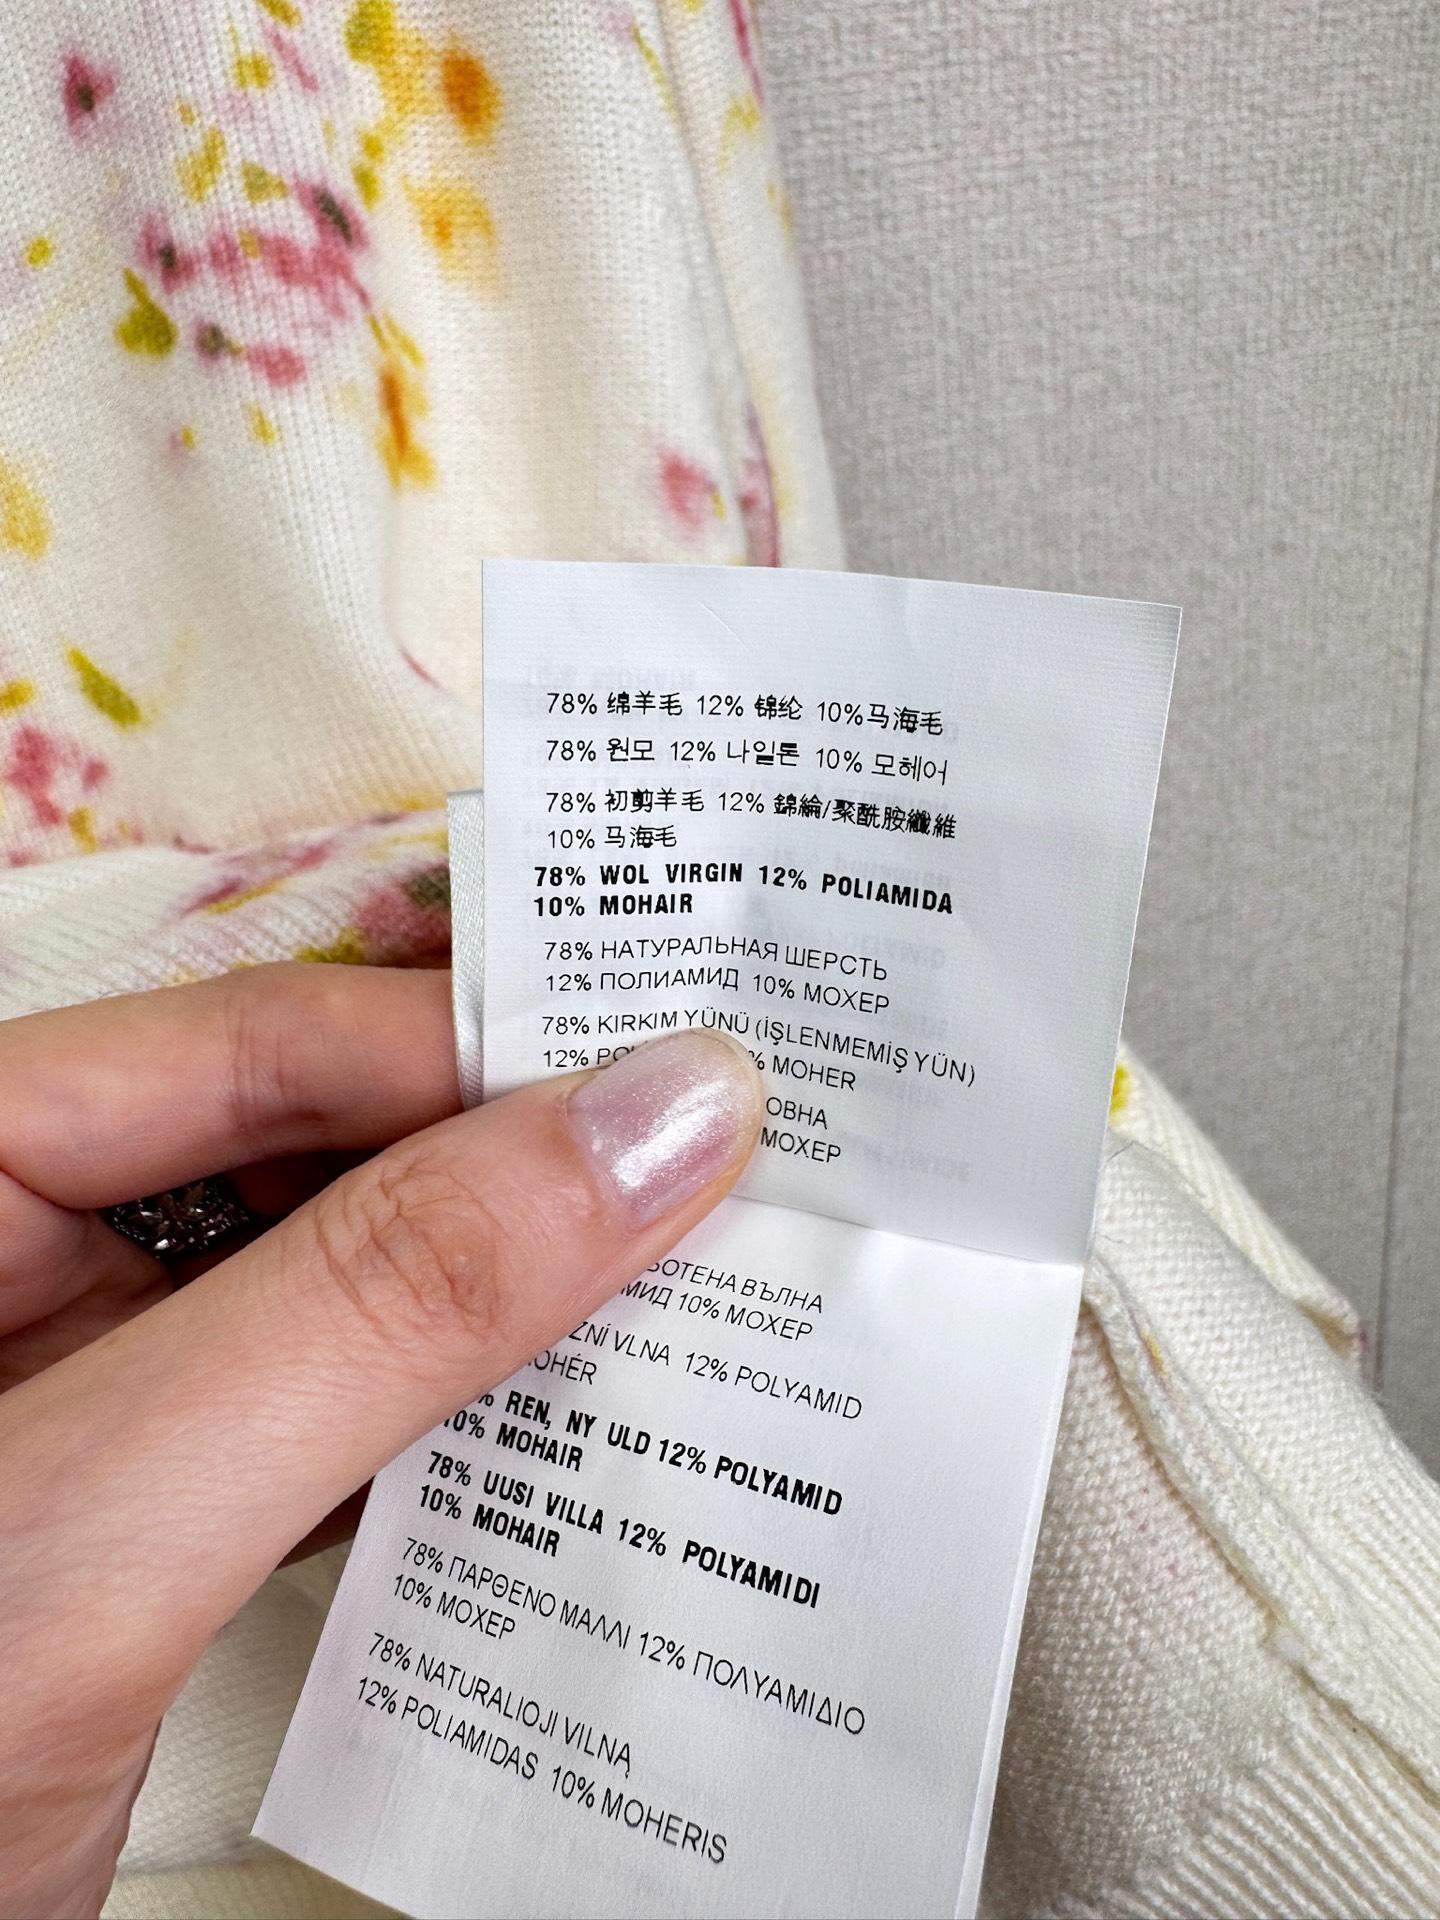 78% 绵羊毛 12% 锦纶 10%马海毛
78% 원모 12% 나일론 10% 모헤어
78% 初剪羊毛 12% 錦綸/聚酰胺纖維
10% 马海毛
78% WOL VIRGIN 12% POLIAMIDA
10% MOHAIR
78% НАТУРАЛЬНАЯ ШЕРСТЬ
12% ПОЛИАМИД 10% МОХЕР
78% KIRKIM YÜNÜ (İŞLENMEMİŞ YÜN)
12% MOHER
ОВНА
МОХЕР
ВЪЛНА
10% МОХЕР
VLNA 12% POLYAMID
REN, NY ULD 12% POLYAMID
10% MOHAIR
78% UUSI VILLA 12% POLYAMIDI
10% MOHAIR
78% ΠΑΡΘΕΝΟ ΜΑΛΛΙ 12% ΠΟΛΥΑΜΙΔΙΟ
10% ΜΟΧΕΡ
78% NATURALIOJI VILNĄ
12% POLIAMIDAS 10% MOHERIS